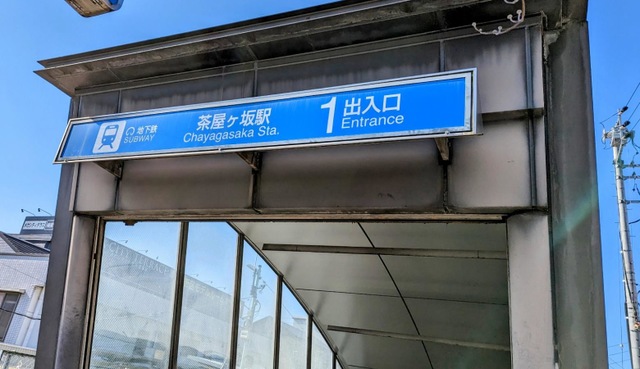 地下鉄
SUBWAY
茶屋ヶ坂駅
Chayagasaka Sta.
1 出入口
Entrance